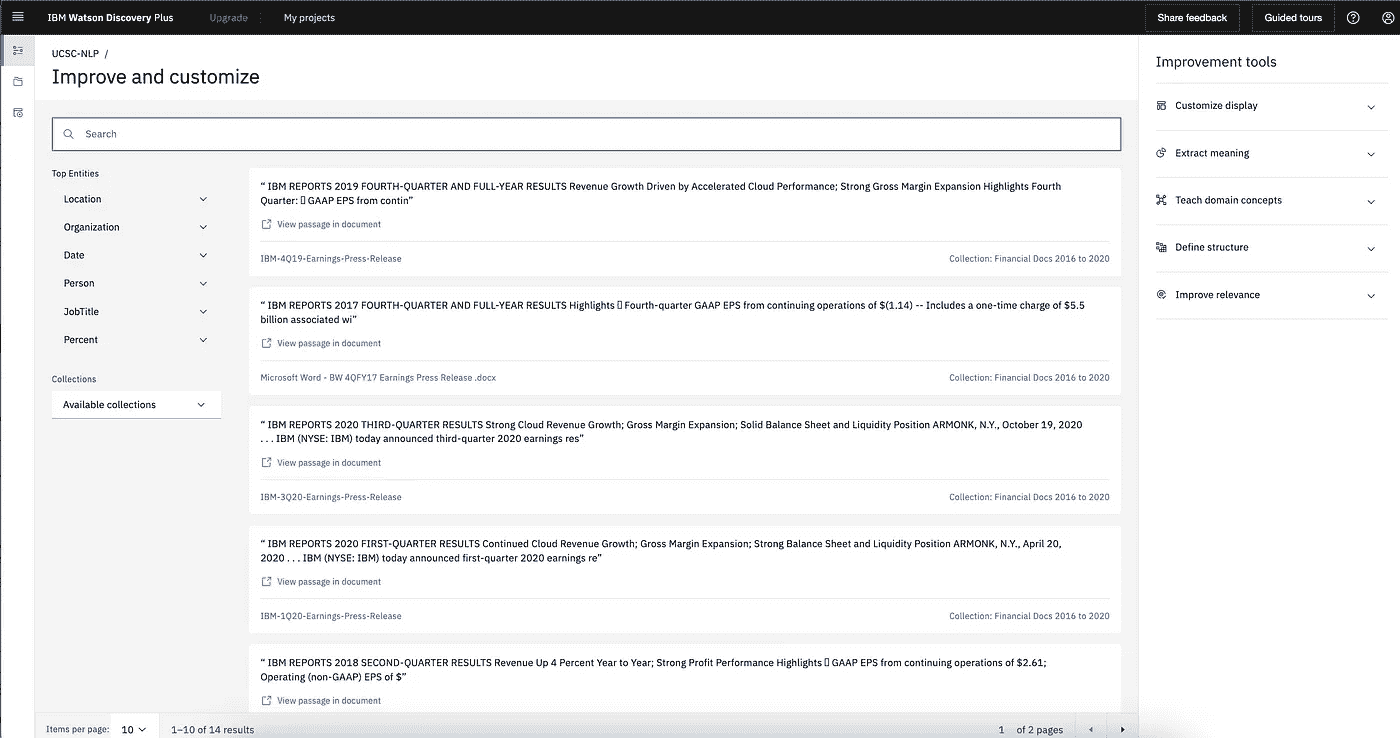 IBM Watson Discovery Plus
Upgrade
My projects
Share feedback
Guided tours
UCSC-NLP /
Improve and customize
Search
Top Entities
Location
Organization
Date
Person
JobTitle
Percent
Collections
Available collections
“ IBM REPORTS 2019 FOURTH-QUARTER AND FULL-YEAR RESULTS Revenue Growth Driven by Accelerated Cloud Performance; Strong Gross Margin Expansion Highlights Fourth
Quarter: ▯ GAAP EPS from contin”
View passage in document
IBM-4Q19-Earnings-Press-Release
Collection: Financial Docs 2016 to 2020
“ IBM REPORTS 2017 FOURTH-QUARTER AND FULL-YEAR RESULTS Highlights ▯ Fourth-quarter GAAP EPS from continuing operations of $(1.14) -- Includes a one-time charge of $5.5
billion associated wi”
View passage in document
Microsoft Word - BW 4QFY17 Earnings Press Release .docx
Collection: Financial Docs 2016 to 2020
“ IBM REPORTS 2020 THIRD-QUARTER RESULTS Strong Cloud Revenue Growth; Gross Margin Expansion; Solid Balance Sheet and Liquidity Position ARMONK, N.Y., October 19, 2020
. . . IBM (NYSE: IBM) today announced third-quarter 2020 earnings res”
View passage in document
IBM-3Q20-Earnings-Press-Release
Collection: Financial Docs 2016 to 2020
“ IBM REPORTS 2020 FIRST-QUARTER RESULTS Continued Cloud Revenue Growth; Gross Margin Expansion; Strong Balance Sheet and Liquidity Position ARMONK, N.Y., April 20,
2020 . . . IBM (NYSE: IBM) today announced first-quarter 2020 earnings re”
View passage in document
IBM-1Q20-Earnings-Press-Release
Collection: Financial Docs 2016 to 2020
“ IBM REPORTS 2018 SECOND-QUARTER RESULTS Revenue Up 4 Percent Year to Year; Strong Profit Performance Highlights ▯ GAAP EPS from continuing operations of $2.61;
Operating (non-GAAP) EPS of $”
View passage in document
Items per page: 10
1–10 of 14 results
1 of 2 pages
Improvement tools
Customize display
Extract meaning
Teach domain concepts
Define structure
Improve relevance